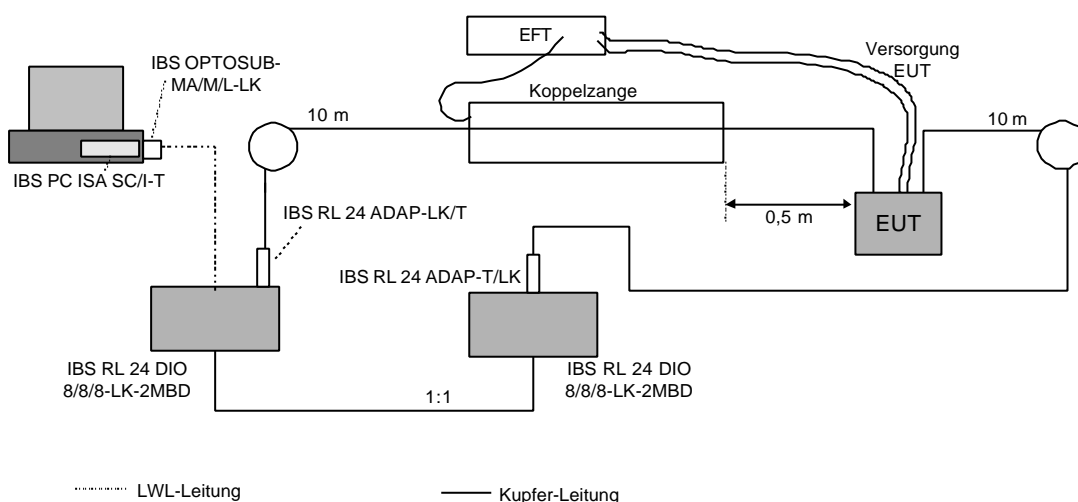 EFT
Versorgung
EUT
IBS OPTOSUB-
MA/M/L-LK
Koppelzange
10 m
10 m
IBS PC ISA SC/I-T
0,5 m
EUT
IBS RL 24 ADAP-LK/T
IBS RL 24 ADAP-T/LK
IBS RL 24 DIO
8/8/8-LK-2MBD
IBS RL 24 DIO
8/8/8-LK-2MBD
1:1
LWL-Leitung
Kupfer-Leitung